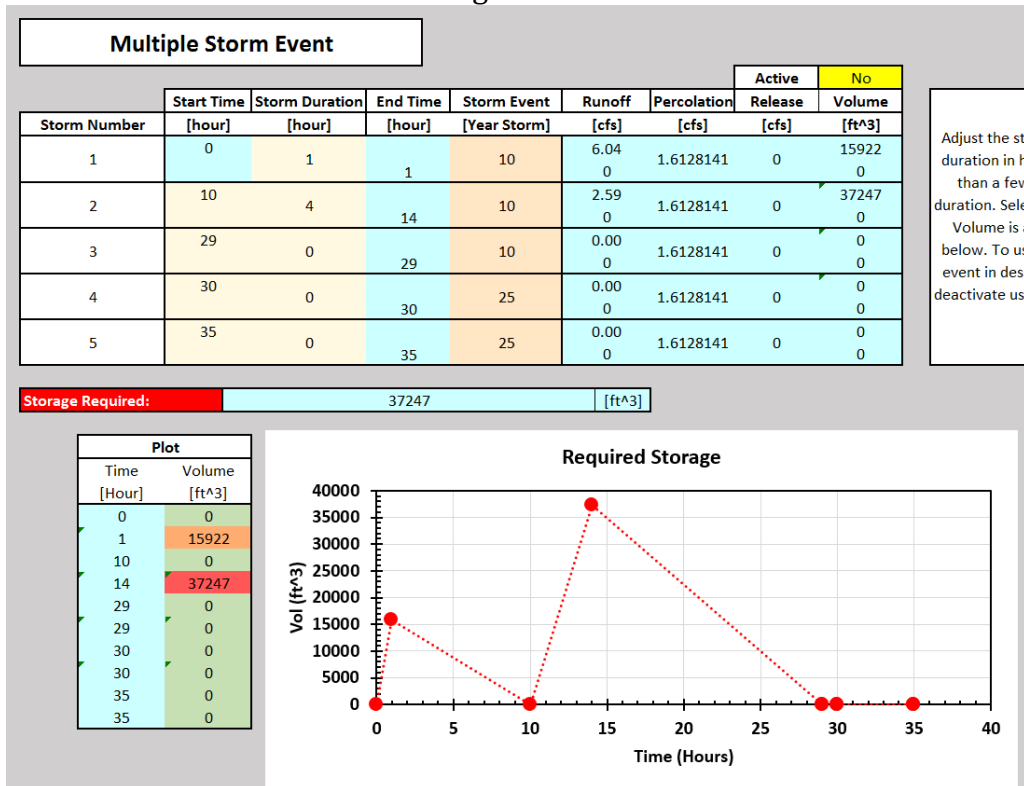 Multiple Storm Event
Active No
Start Time Storm Duration End Time Storm Event Runoff Percolation Release Volume
Storm Number [hour] [hour] [hour] [Year Storm] [cfs] [cfs] [cfs] [ft^3]
1 0 1 1 10 6.04 0 1.6128141 0 15922 0
2 10 4 14 10 2.59 0 1.6128141 0 37247 0
3 29 0 29 10 0.00 0 1.6128141 0 0 0
4 30 0 30 25 0.00 0 1.6128141 0 0 0
5 35 0 35 25 0.00 0 1.6128141 0 0 0
Adjust the st
duration in h
than a few
duration. Sele
Volume is a
below. To us
event in des
deactivate us
Storage Required: 37247 [ft^3]
Plot
Time Volume
[Hour] [ft^3]
0 0
1 15922
10 0
14 37247
29 0
29 0
30 0
30 0
35 0
35 0
Required Storage
Vol (ft^3)
40000
35000
30000
25000
20000
15000
10000
5000
0
0 5 10 15 20 25 30 35 40
Time (Hours)